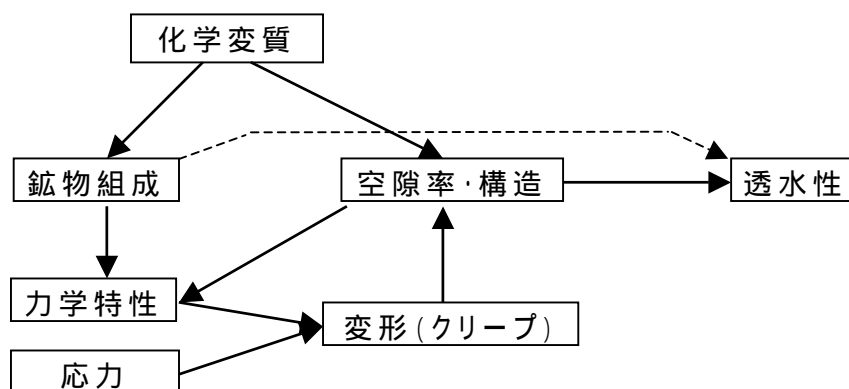 化学変質
鉱物組成
空隙率・構造
透水性
力学特性
変形(クリープ)
応力